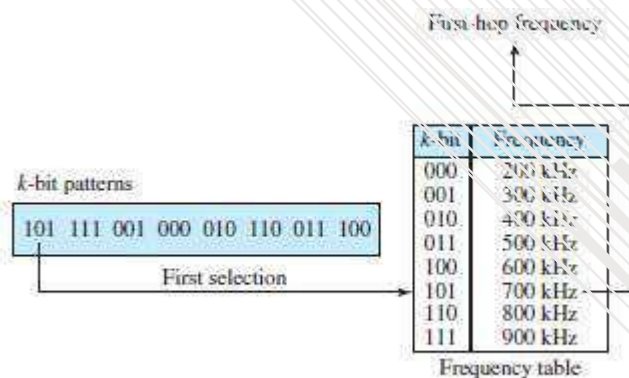 First-hop frequency
k-bit Frequency
k-bit patterns
000 200 kHz
001 300 kHz
101 111 001 000 010 110 011 100
010 400 kHz
011 500 kHz
First selection
100 600 kHz
101 700 kHz
110 800 kHz
111 900 kHz
Frequency table